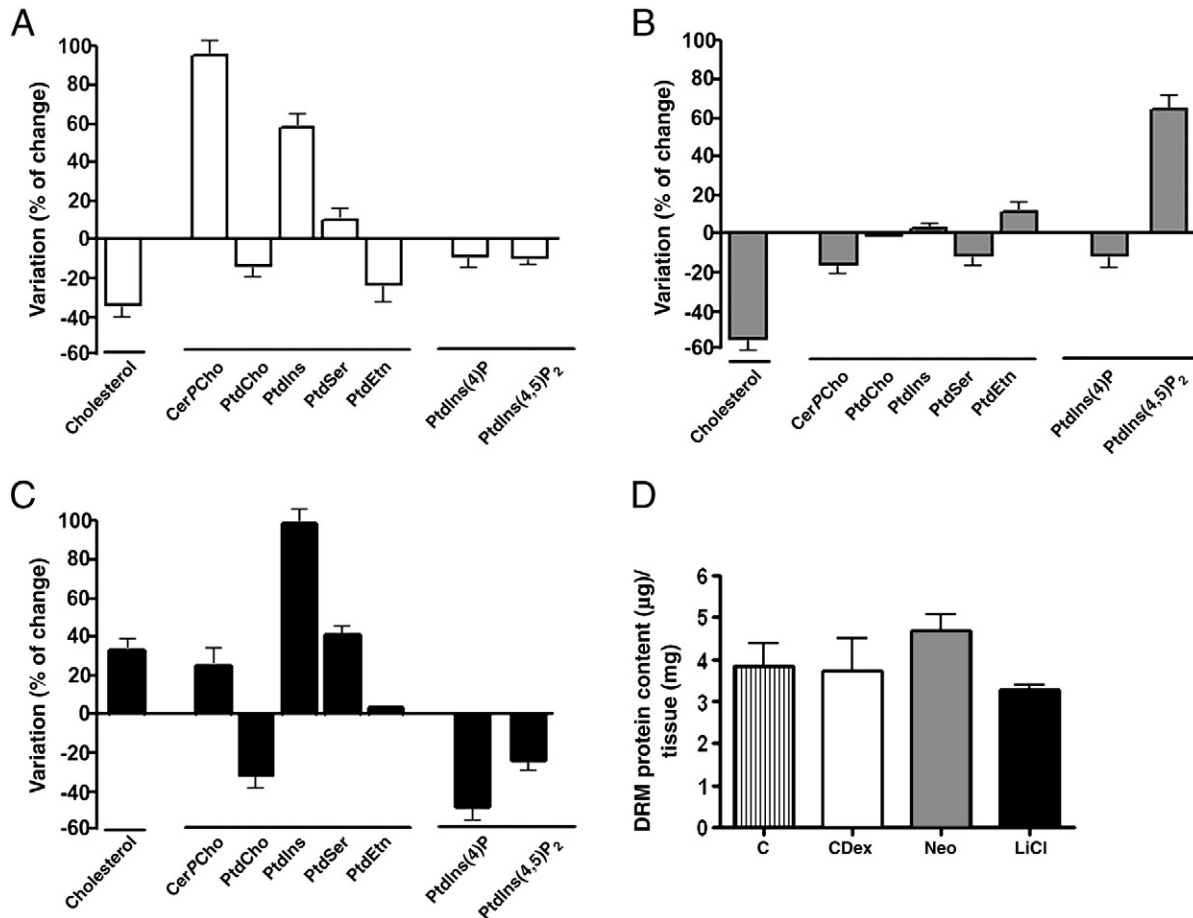 A
Variation (% of change)
100
80
60
40
20
0
-20
-40
-60
Cholesterol
CerPCho
PtdCho
PtdIns
PtdSer
PtdEtn
PtdIns(4)P
PtdIns(4,5)P2
B
Variation (% of change)
100
80
60
40
20
0
-20
-40
-60
Cholesterol
CerPCho
PtdCho
PtdIns
PtdSer
PtdEtn
PtdIns(4)P
PtdIns(4,5)P2
C
Variation (% of change)
100
80
60
40
20
0
-20
-40
-60
Cholesterol
CerPCho
PtdCho
PtdIns
PtdSer
PtdEtn
PtdIns(4)P
PtdIns(4,5)P2
D
DRM protein content (µg)/
tissue (mg)
6
5
4
3
2
1
0
C CDex Neo LiCl